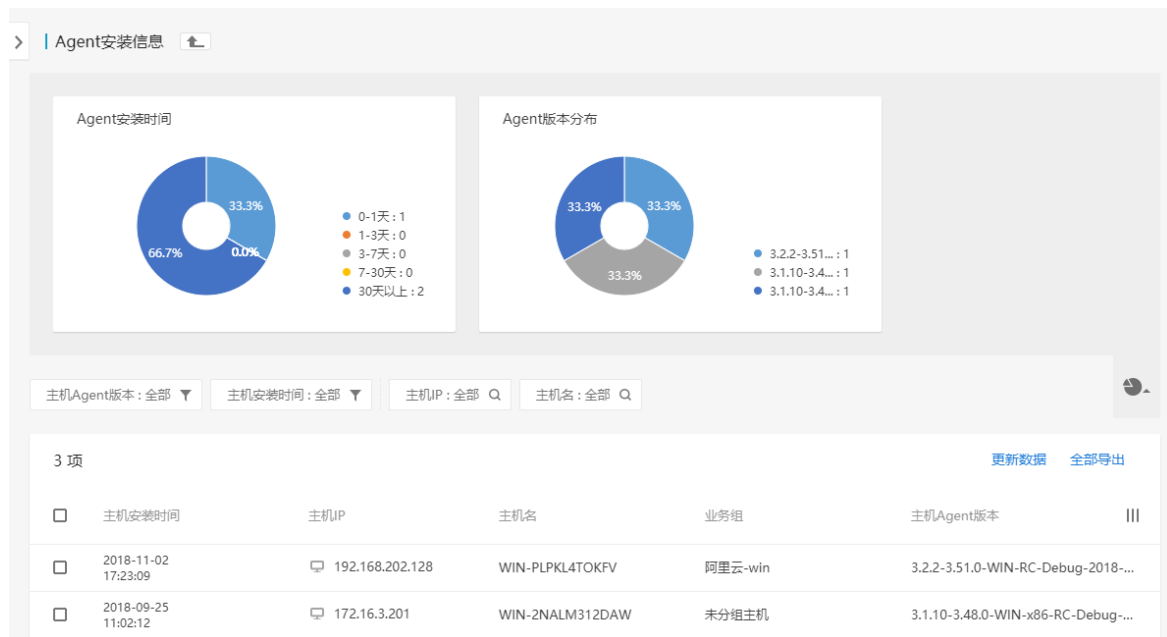 Agent安装信息
Agent安装时间
33.3%
66.7%
0.0%
0-1天 : 1
1-3天 : 0
3-7天 : 0
7-30天 : 0
30天以上 : 2
Agent版本分布
33.3%
33.3%
33.3%
3.2.2-3.51... : 1
3.1.10-3.4... : 1
3.1.10-3.4... : 1
主机Agent版本 : 全部
主机安装时间 : 全部
主机IP : 全部
主机名 : 全部
3 项
更新数据
全部导出
主机安装时间 主机IP 主机名 业务组 主机Agent版本
2018-11-02
17:23:09
192.168.202.128 WIN-PLPKL4TOKFV 阿里云-win 3.2.2-3.51.0-WIN-RC-Debug-2018-...
2018-09-25
11:02:12
172.16.3.201 WIN-2NALM312DAW 未分组主机 3.1.10-3.48.0-WIN-x86-RC-Debug-...